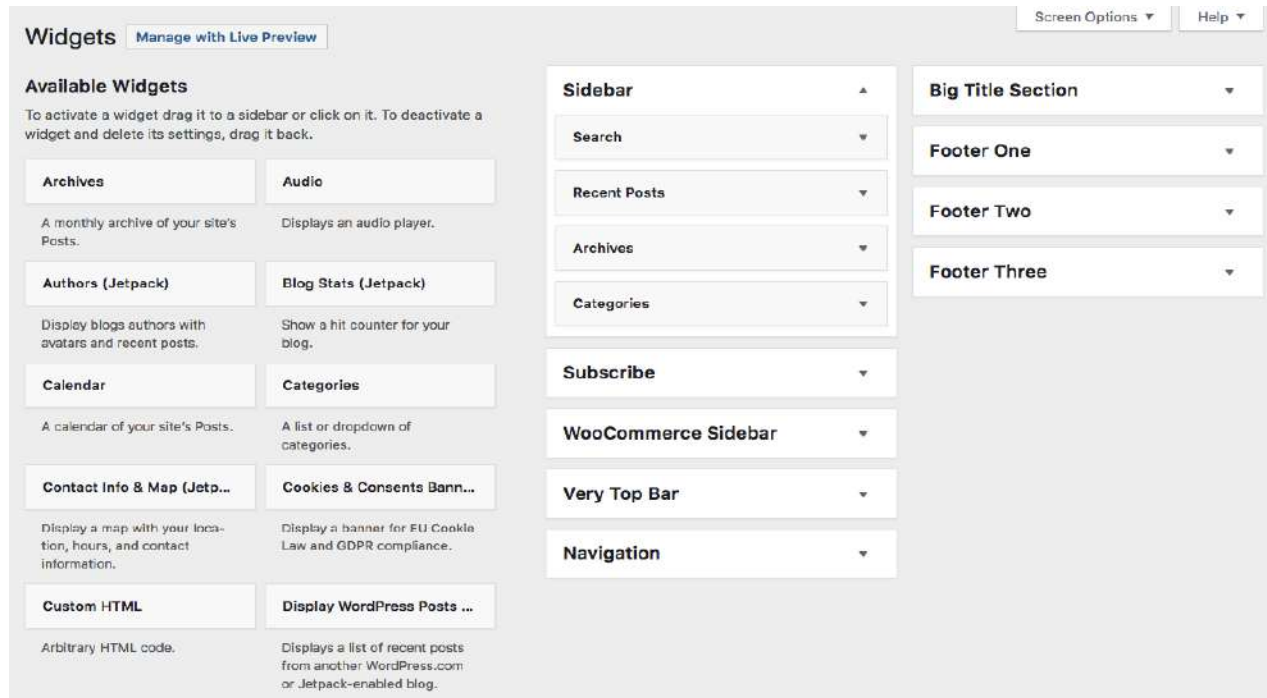 Screen Options
Help
Widgets
Manage with Live Preview
Available Widgets
To activate a widget drag it to a sidebar or click on it. To deactivate a
widget and delete its settings, drag it back.
Archives
A monthly archive of your site's
Posts.
Audio
Displays an audio player.
Authors (Jetpack)
Display blogs authors with
avatars and recent posts.
Blog Stats (Jetpack)
Show a hit counter for your
blog.
Calendar
A calendar of your site's Posts.
Categories
A list or dropdown of
categories.
Contact Info & Map (Jetp...
Display a map with your loca-
tion, hours, and contact
information.
Cookies & Consents Bann...
Display a banner for EU Cookie
Law and GDPR compliance.
Custom HTML
Arbitrary HTML code.
Display WordPress Posts ...
Displays a list of recent posts
from another WordPress.com
or Jetpack-enabled blog.
Sidebar
Search
Recent Posts
Archives
Categories
Subscribe
WooCommerce Sidebar
Very Top Bar
Navigation
Big Title Section
Footer One
Footer Two
Footer Three